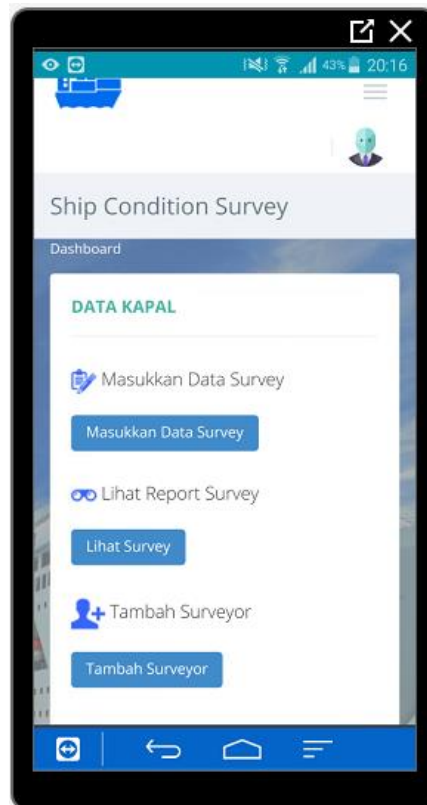 43% 20:16
Ship Condition Survey
Dashboard
DATA KAPAL
Masukkan Data Survey
Masukkan Data Survey
Lihat Report Survey
Lihat Survey
Tambah Surveyor
Tambah Surveyor